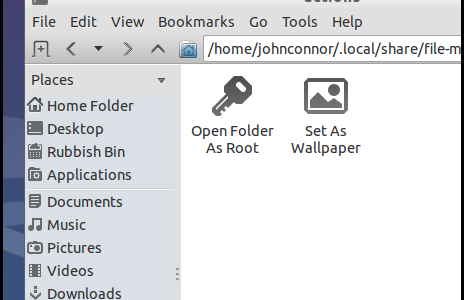 File Edit View Bookmarks Go Tools Help
/home/johnconnor/.local/share/file-m
Places
Home Folder
Desktop
Rubbish Bin
Applications
Documents
Music
Pictures
Videos
Downloads
Open Folder
As Root
Set As
Wallpaper